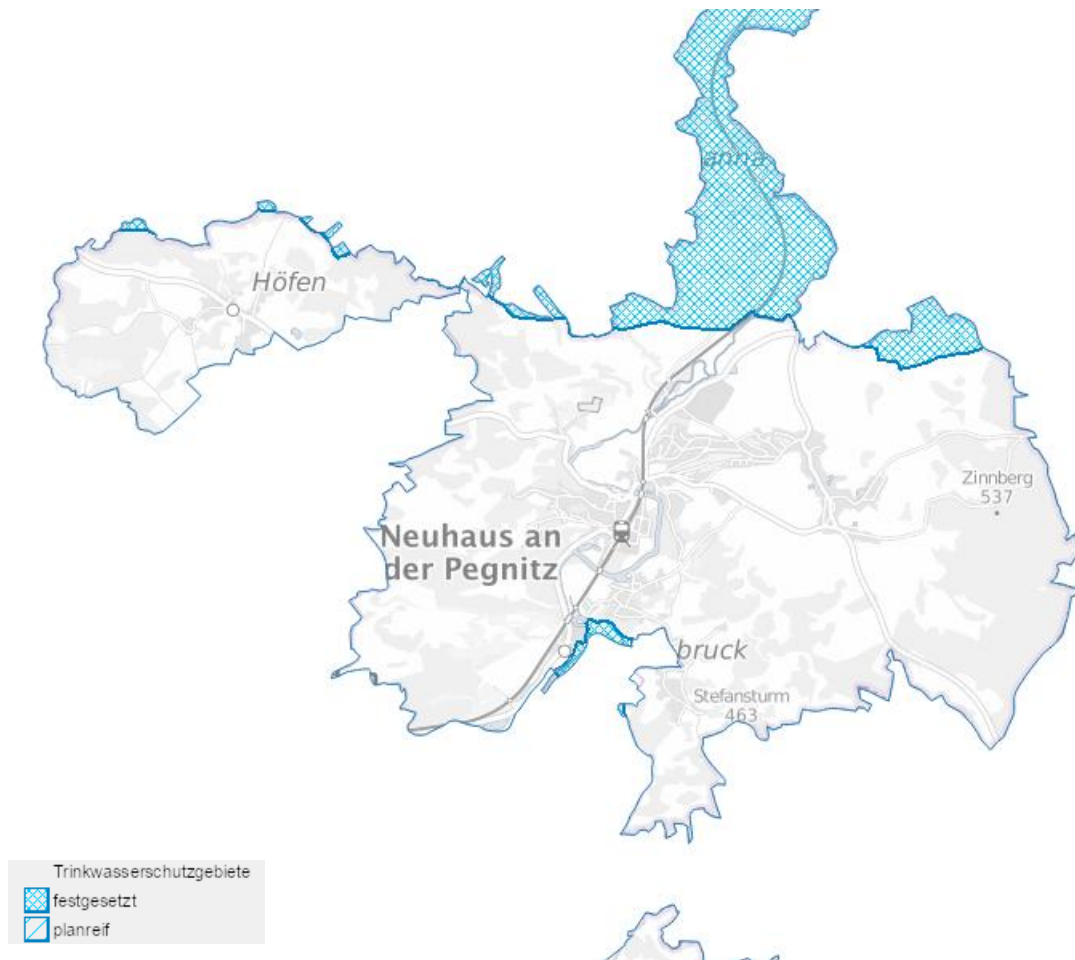 anna
Höfen
Zinnberg
537
Neuhaus an
der Pegnitz
bruck
Stefansturm
463
Trinkwasserschutzgebiete
festgesetzt
planreif